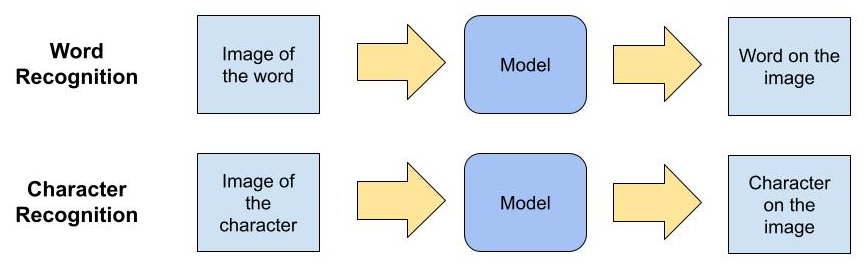 Word
Recognition
Image of
the word
Model
Word on the
image
Character
Recognition
Image of
the
character
Model
Character
on the
image